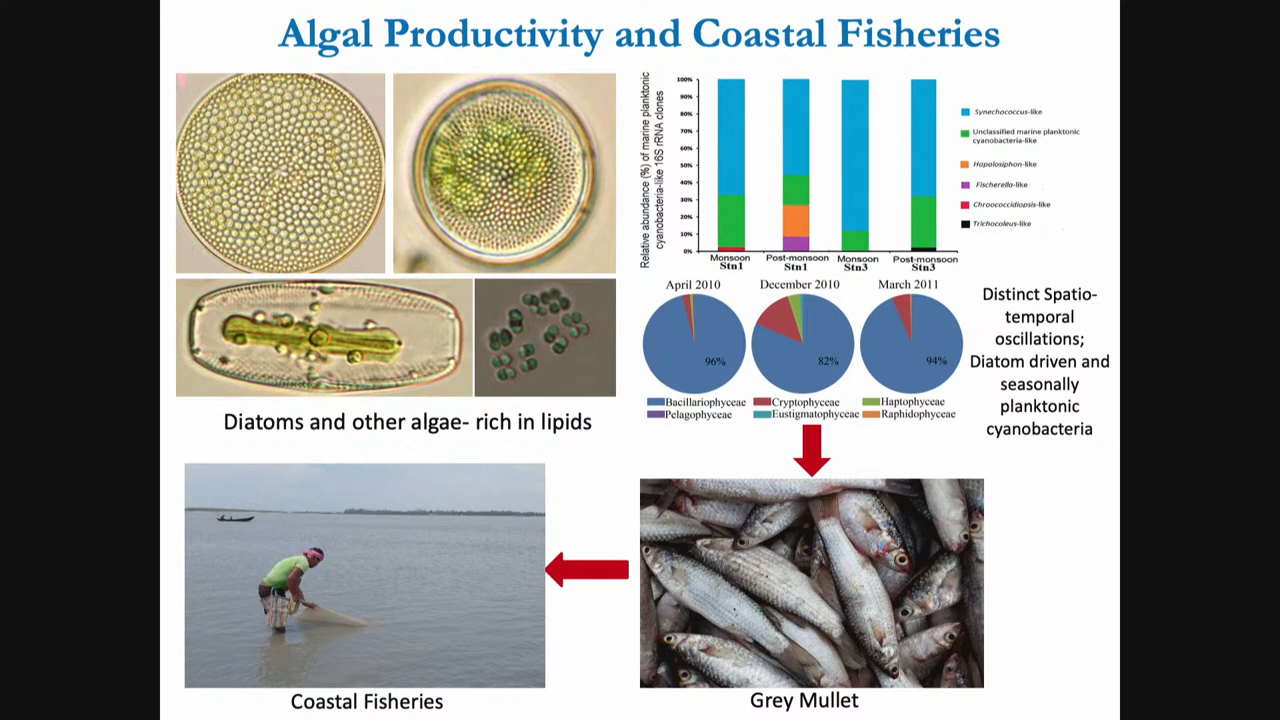 Algal Productivity and Coastal Fisheries
Relative abundance (%) of marine planktonic
cyanobacteria-like 16S rRNA clones
100%
90%
80%
70%
60%
50%
40%
30%
20%
10%
0%
Monsoon
Stn1
Post-monsoon
Stn1
Monsoon
Stn3
Post-monsoon
Stn3
Synechococcus-like
Unclassified marine planktonic
cyanobacteria-like
Hapalosiphon-like
Fischerella-like
Chroococcidiopsis-like
Trichocoleus-like
April 2010
December 2010
March 2011
96%
82%
94%
Bacillariophyceae
Cryptophyceae
Haptophyceae
Pelagophyceae
Eustigmatophyceae
Raphidophyceae
Distinct Spatio-
temporal
oscillations;
Diatom driven and
seasonally
planktonic
cyanobacteria
Diatoms and other algae- rich in lipids
Coastal Fisheries
Grey Mullet